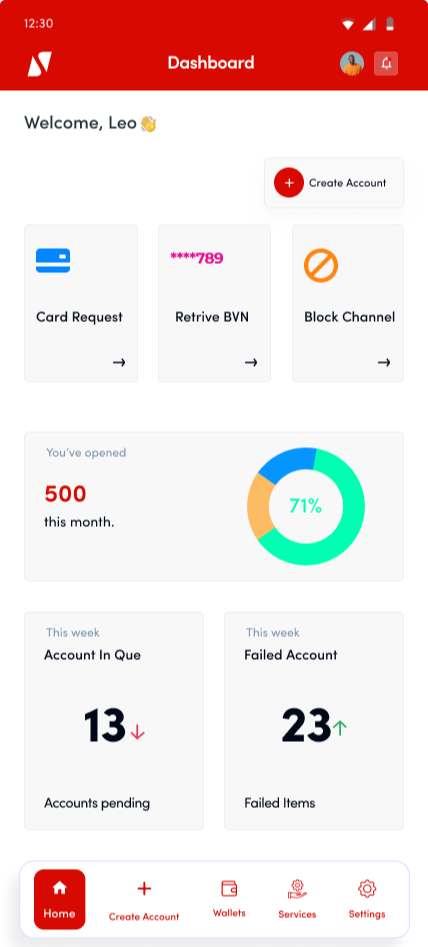 12:30
Dashboard
Welcome, Leo 👋
Create Account
****789
Card Request
Retrive BVN
Block Channel
You've opened
500
this month.
71%
This week
Account In Que
13
Accounts pending
This week
Failed Account
23
Failed Items
Home
Create Account
Wallets
Services
Settings